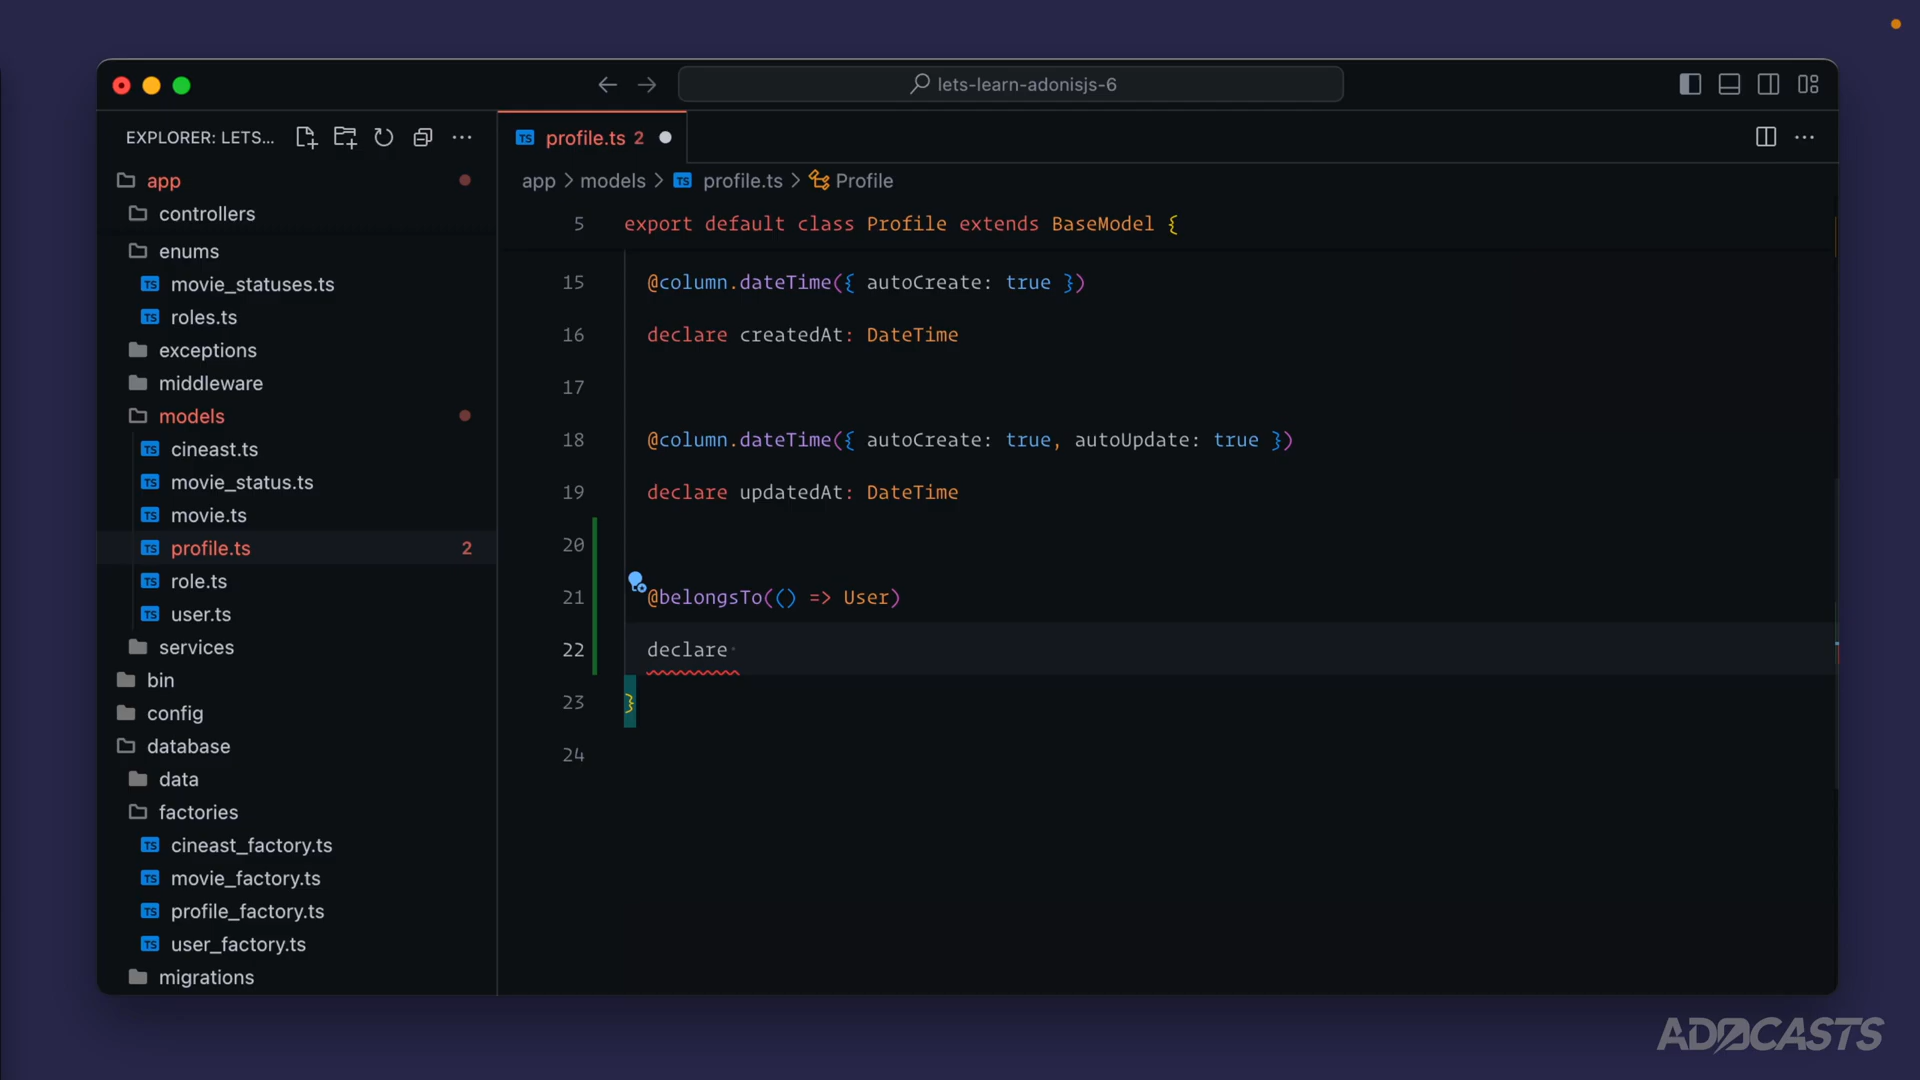 lets-learn-adonisjs-6
EXPLORER: LETS...
app
controllers
enums
movie_statuses.ts
roles.ts
exceptions
middleware
models
cineast.ts
movie_status.ts
movie.ts
profile.ts 2
role.ts
user.ts
services
bin
config
database
data
factories
cineast_factory.ts
movie_factory.ts
profile_factory.ts
user_factory.ts
migrations
TS profile.ts 2
app > models > TS profile.ts > Profile
5 export default class Profile extends BaseModel {
15 @column.dateTime({ autoCreate: true })
16 declare createdAt: DateTime
17
18 @column.dateTime({ autoCreate: true, autoUpdate: true })
19 declare updatedAt: DateTime
20
21 @belongsTo(() => User)
22 declare
23 }
24
ADOCASTS